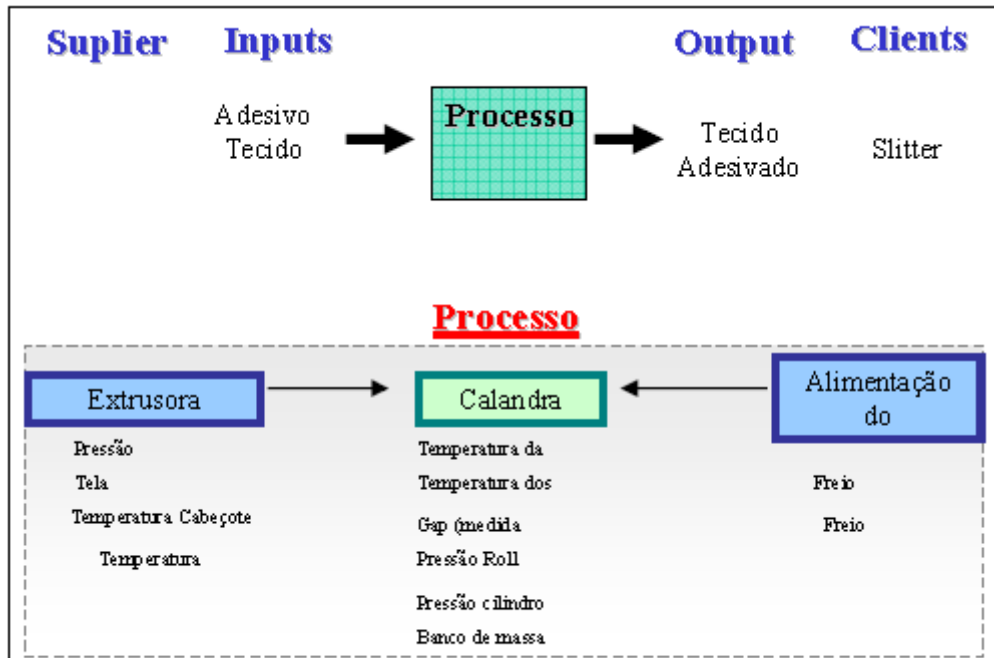 Suplier Inputs Output Clients
Adesivo
Tecido
Processo
Tecido
Adesivado
Slitter
Processo
Extrusora
Calandra
Alimentação
do
Pressão
Tela
Temperatura Cabeçote
Temperatura
Temperatura da
Temperatura dos
Gap (medida
Pressão Roll
Pressão cilindro
Banco de massa
Freio
Freio